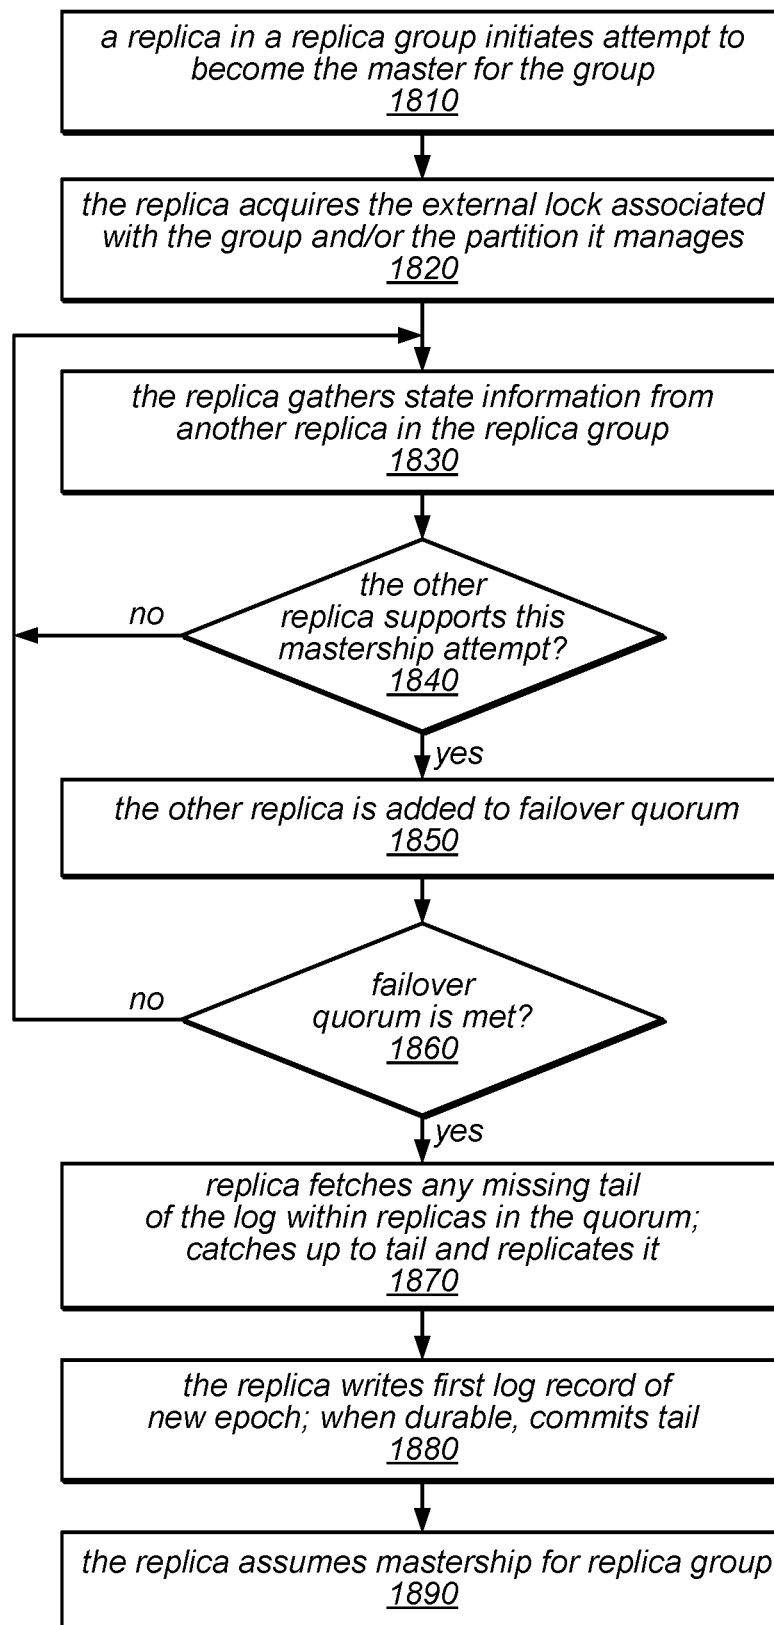 a replica in a replica group initiates attempt to
become the master for the group
1810
the replica acquires the external lock associated
with the group and/or the partition it manages
1820
the replica gathers state information from
another replica in the replica group
1830
the other
replica supports this
mastership attempt?
1840
no
yes
the other replica is added to failover quorum
1850
failover
quorum is met?
1860
no
yes
replica fetches any missing tail
of the log within replicas in the quorum;
catches up to tail and replicates it
1870
the replica writes first log record of
new epoch; when durable, commits tail
1880
the replica assumes mastership for replica group
1890